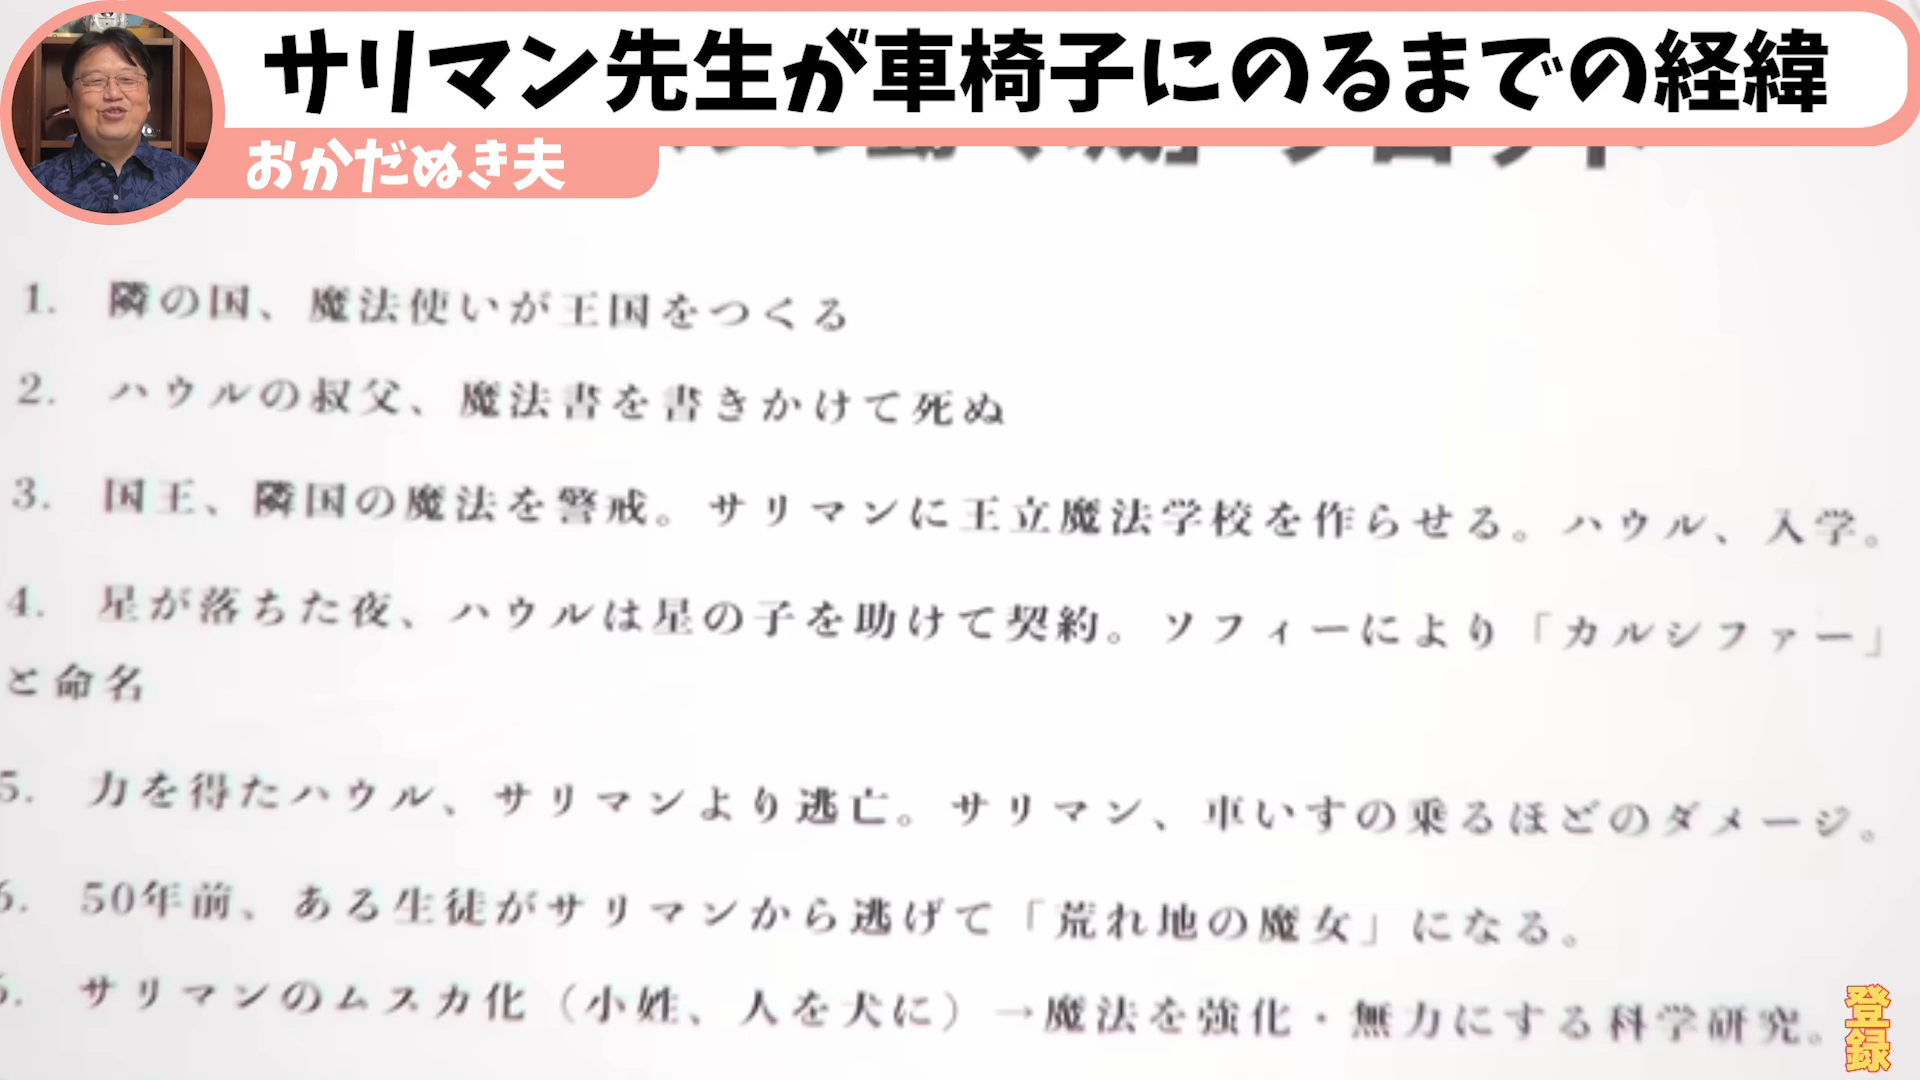 サリマン先生が車椅子にのるまでの経緯
おかだぬき夫
1. 隣の国、魔法使いが王国をつくる
2. ハウルの叔父、魔法書を書きかけて死ぬ
3. 国王、隣国の魔法を警戒。サリマンに王立魔法学校を作らせる。ハウル、入学。
4. 星が落ちた夜、ハウルは星の子を助けて契約。ソフィーにより「カルシファー」
と命名
5. 力を得たハウル、サリマンより逃亡。サリマン、車いすの乗るほどのダメージ。
6. 50年前、ある生徒がサリマンから逃げて「荒れ地の魔女」になる。
6. サリマンのムスカ化（小姓、人を犬に）→魔法を強化・無力にする科学研究。
登録